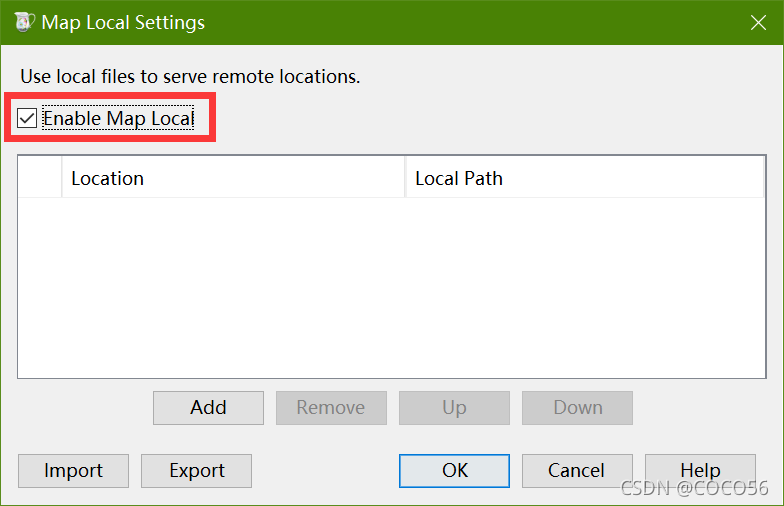 Map Local Settings
Use local files to serve remote locations.
Enable Map Local
Location Local Path
Add Remove Up Down
Import Export OK Cancel Help
CSDN @COCO56